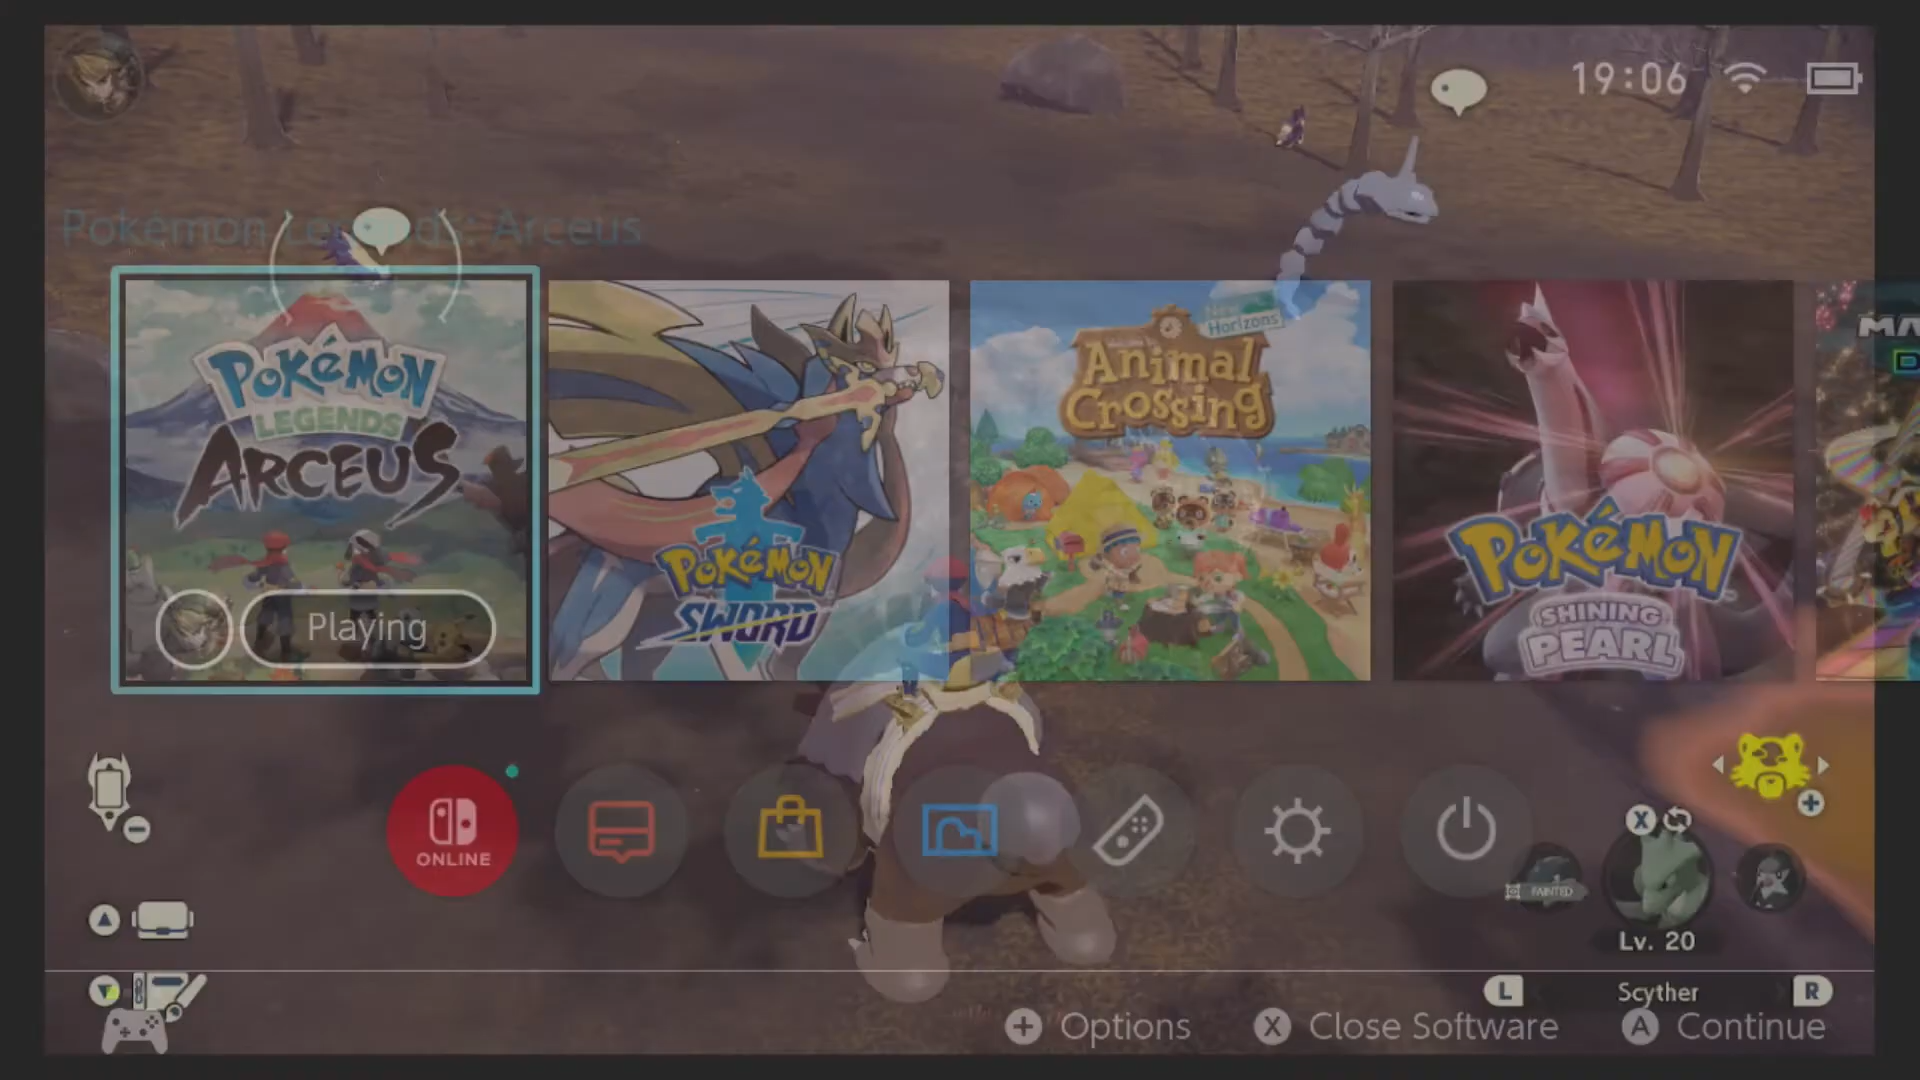 19:06
Pokémon Legends: Arceus
POKÉMON
LEGENDS
ARCEUS
Playing
POKÉMON
SWORD
New
Horizons
Animal
Crossing
POKÉMON
SHINING
PEARL
MA
D
ONLINE
X
FAINTED
Lv. 20
L
Scyther
R
Options
X
Close Software
A
Continue